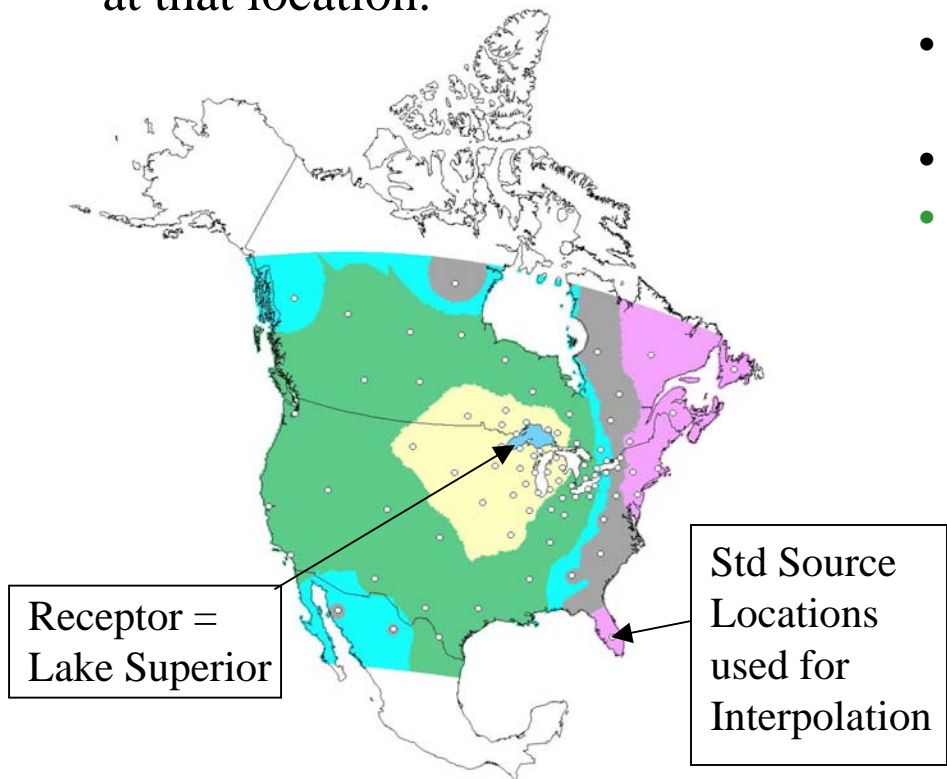 at that location.
•
•
•
Receptor =
Lake Superior
Std Source
Locations
used for
Interpolation